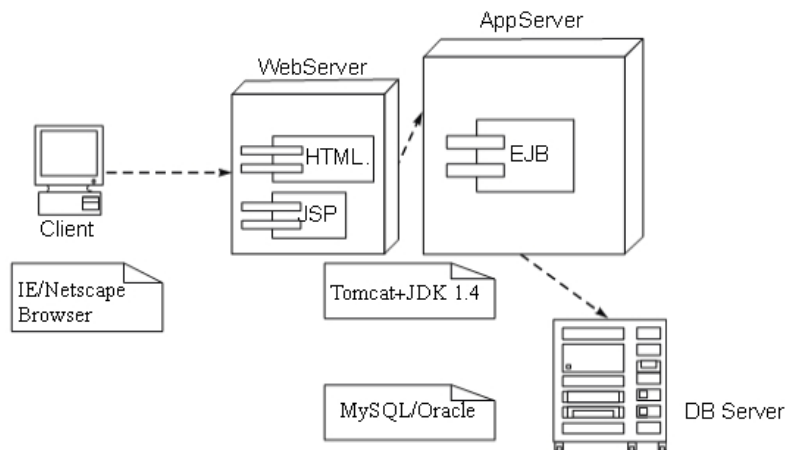 AppServer
WebServer
HTML.
EJB
JSP
Client
IE/Netscape
Browser
Tomcat+JDK 1.4
MySQL/Oracle
DB Server